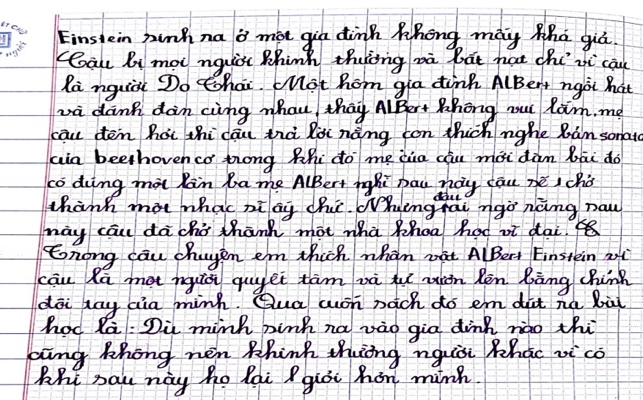 Einstein sinh ra ở một gia đình không mấy khá giả.
Cậu bị mọi người khinh thường và bắt nạt chỉ vì cậu
là người Do Thái. Một hôm gia đình ALBert ngồi hát
và đánh đàn cùng nhau, thấy ALBert không vui lắm. mẹ
cậu đến hỏi thì cậu trả lời rằng con thích nghe bản sonata
của beethoven cơ trong khi đó mẹ của cậu mới đàn bài đó
có đúng một lần ba mẹ ALBert nghĩ sau này cậu sẽ chở
thành một nhạc sĩ ấy chứ. Nhưng đâu ai ngờ rằng sau
này cậu đã chở thành một nhà khoa học vĩ đại.
Trong câu chuyện em thích nhân vật ALBert Einstein vì
cậu là một người quyết tâm và tự vươn lên bằng chính
đôi tay của mình. Qua cuốn sách đó em dút ra bài
học là: Dù mình sinh ra vào gia đình nào thì
cũng không nên khinh thường người khác vì có
khi sau này họ lại giỏi hơn mình.